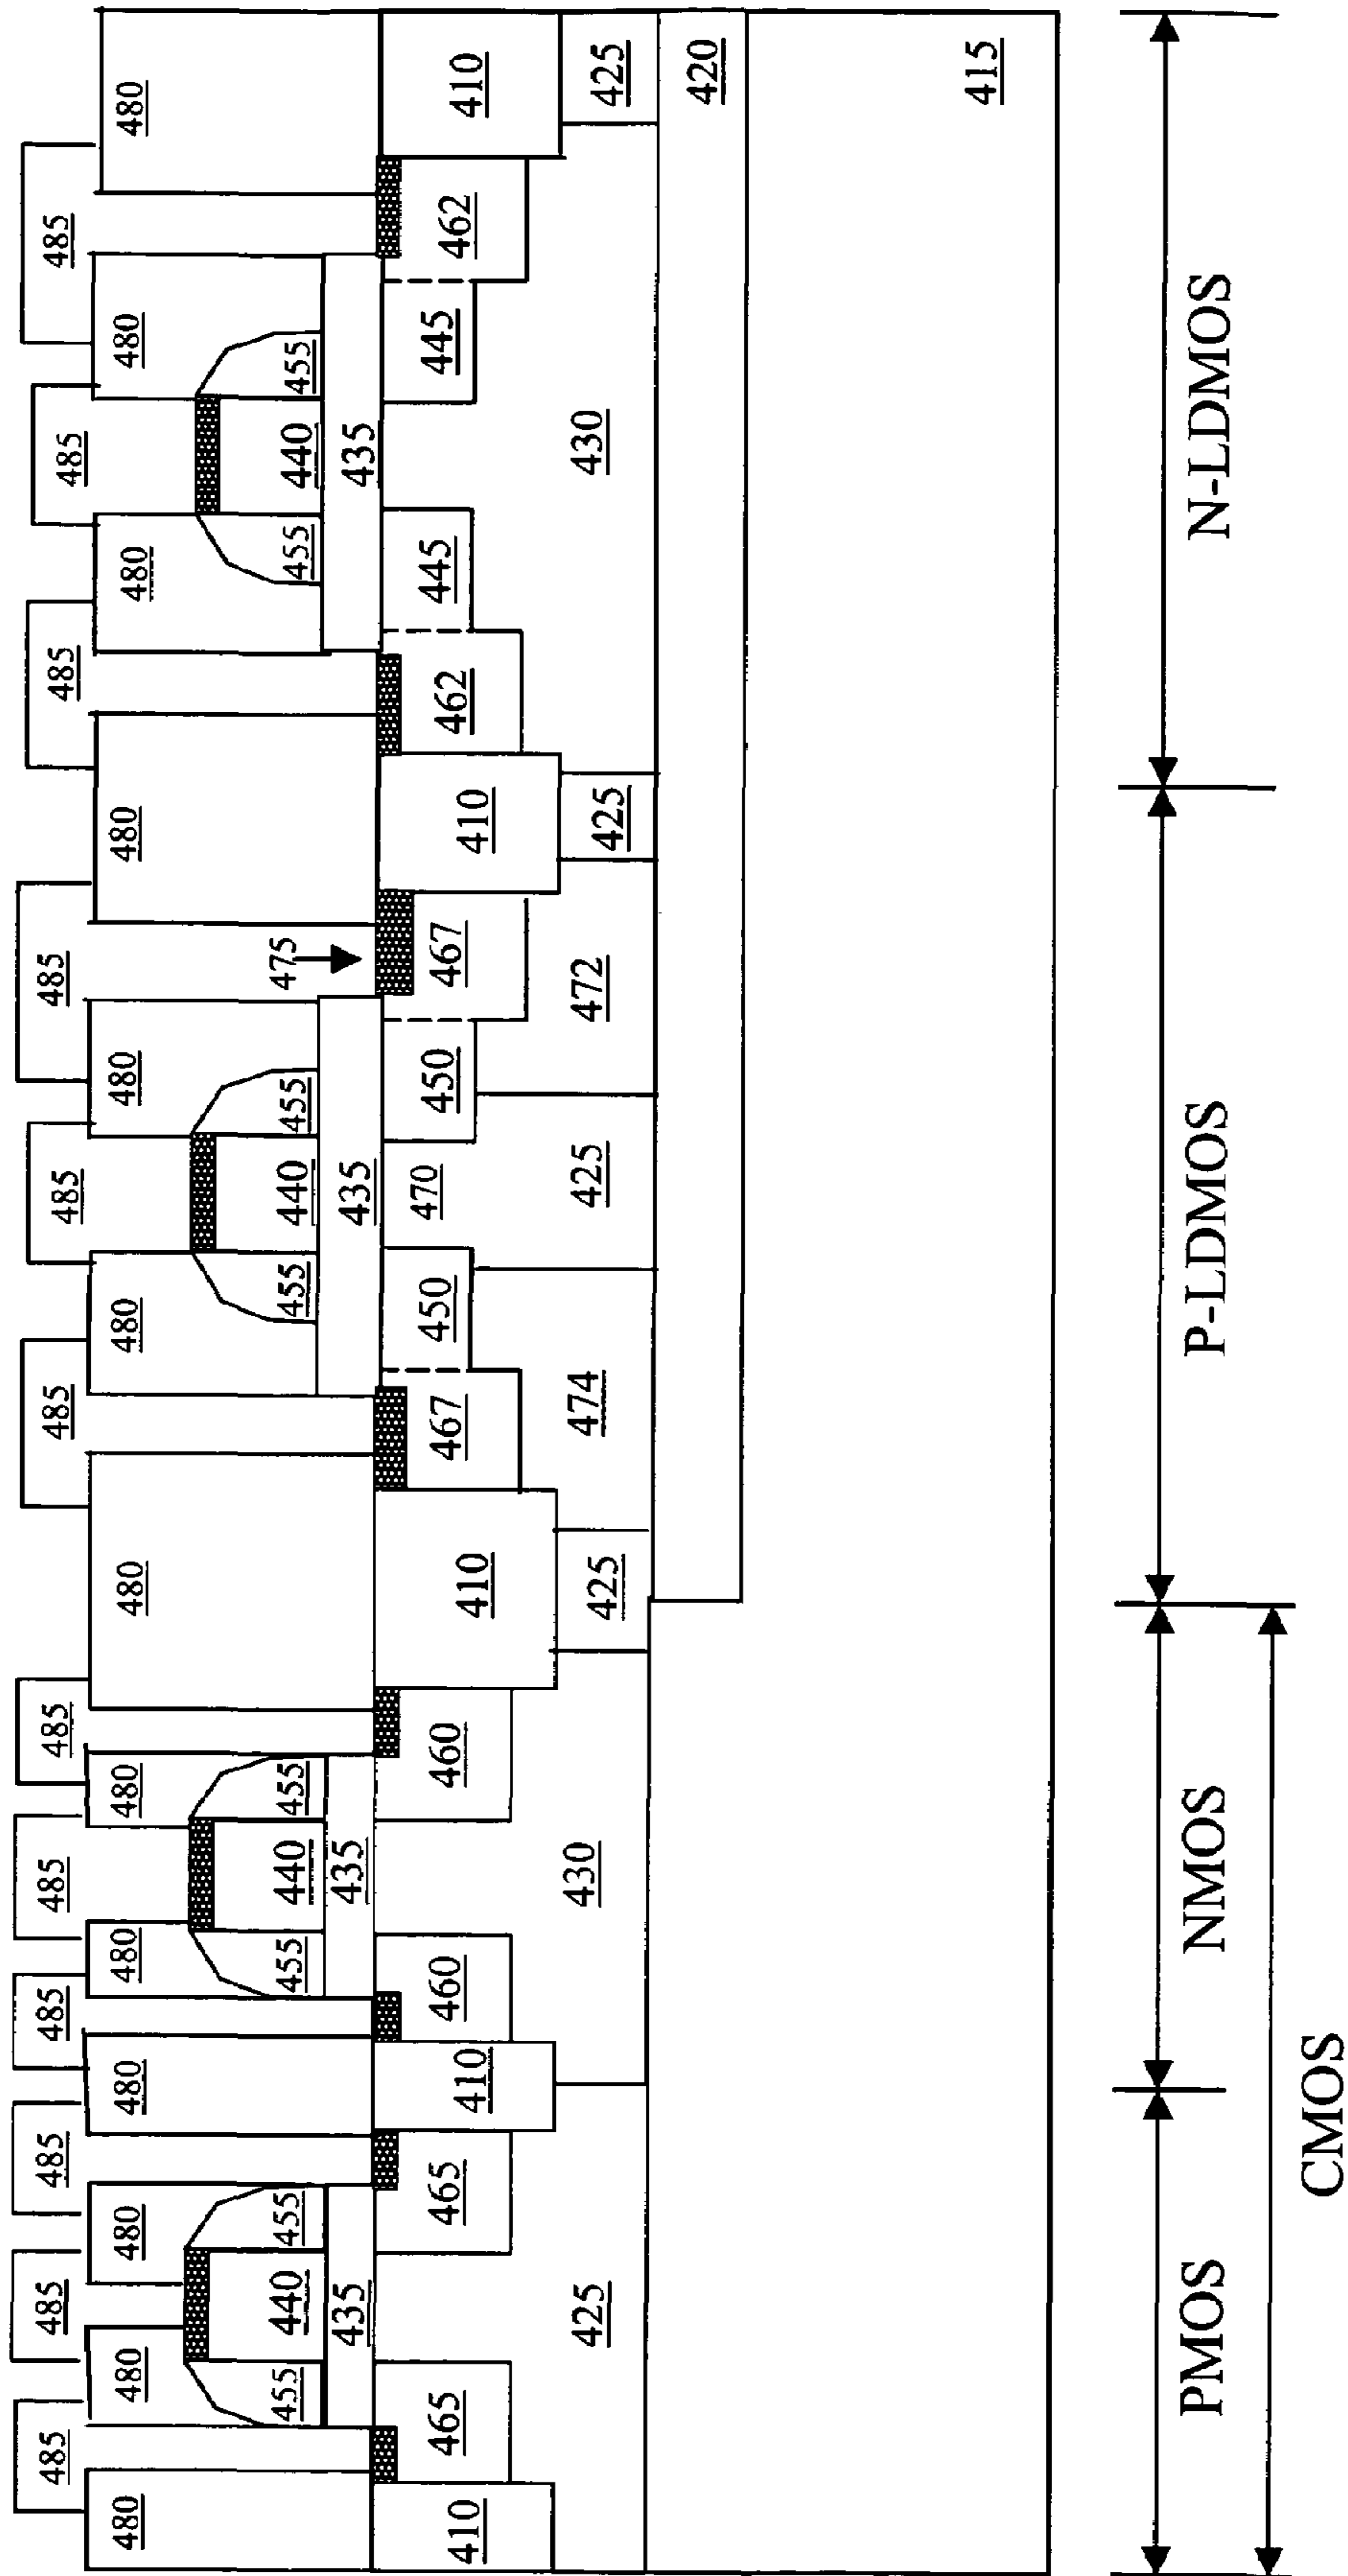 485 485 485 485 485 485 485 485 485 485 485 485
480 480 480 480 480 480 480 480 480 480 480 480 480
475
455 455 455 455 455 455 455 455
440 440 440 440
435 435 435 435
410 465 465 410 460 460 410 467 450 470 450 467 410 462 445 445 462 410
425 430 425 474 425 472 425 430 425
420
415
PMOS NMOS P-LDMOS N-LDMOS
CMOS